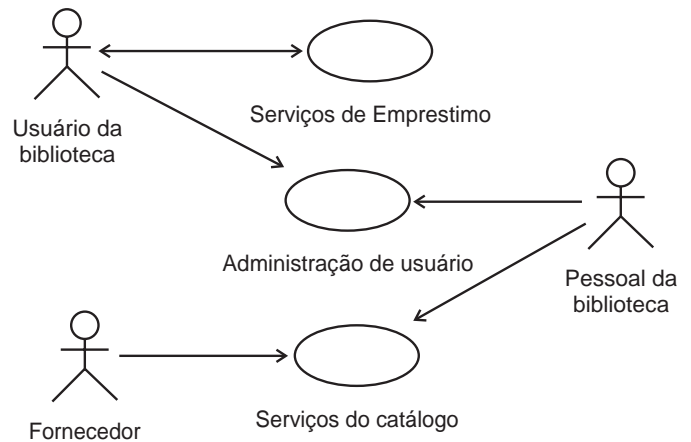 Usuário da
biblioteca
Serviços de Emprestimo
Administração de usuário
Pessoal da
biblioteca
Serviços do catálogo
Fornecedor